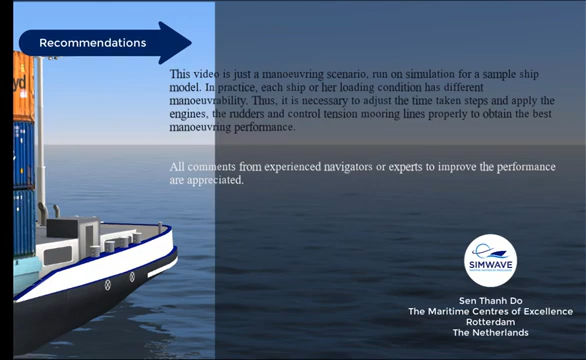 Recommendations
This video is just a manoeuvring scenario, run on simulation for a sample ship
model. In practice, each ship or her loading condition has different
manoeuvrability. Thus, it is necessary to adjust the time taken steps and apply the
engines, the rudders and control tension mooring lines properly to obtain the best
manoeuvring performance.
All comments from experienced navigators or experts to improve the performance
are appreciated.
yd
SIMWAVE
Sen Thanh Do
The Maritime Centres of Excellence
Rotterdam
The Netherlands